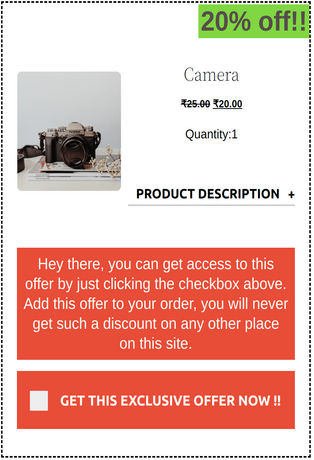 20% off!!
Camera
₹25.00 ₹20.00
Quantity:1
PRODUCT DESCRIPTION +
Hey there, you can get access to this
offer by just clicking the checkbox above.
Add this offer to your order, you will never
get such a discount on any other place
on this site.
GET THIS EXCLUSIVE OFFER NOW !!